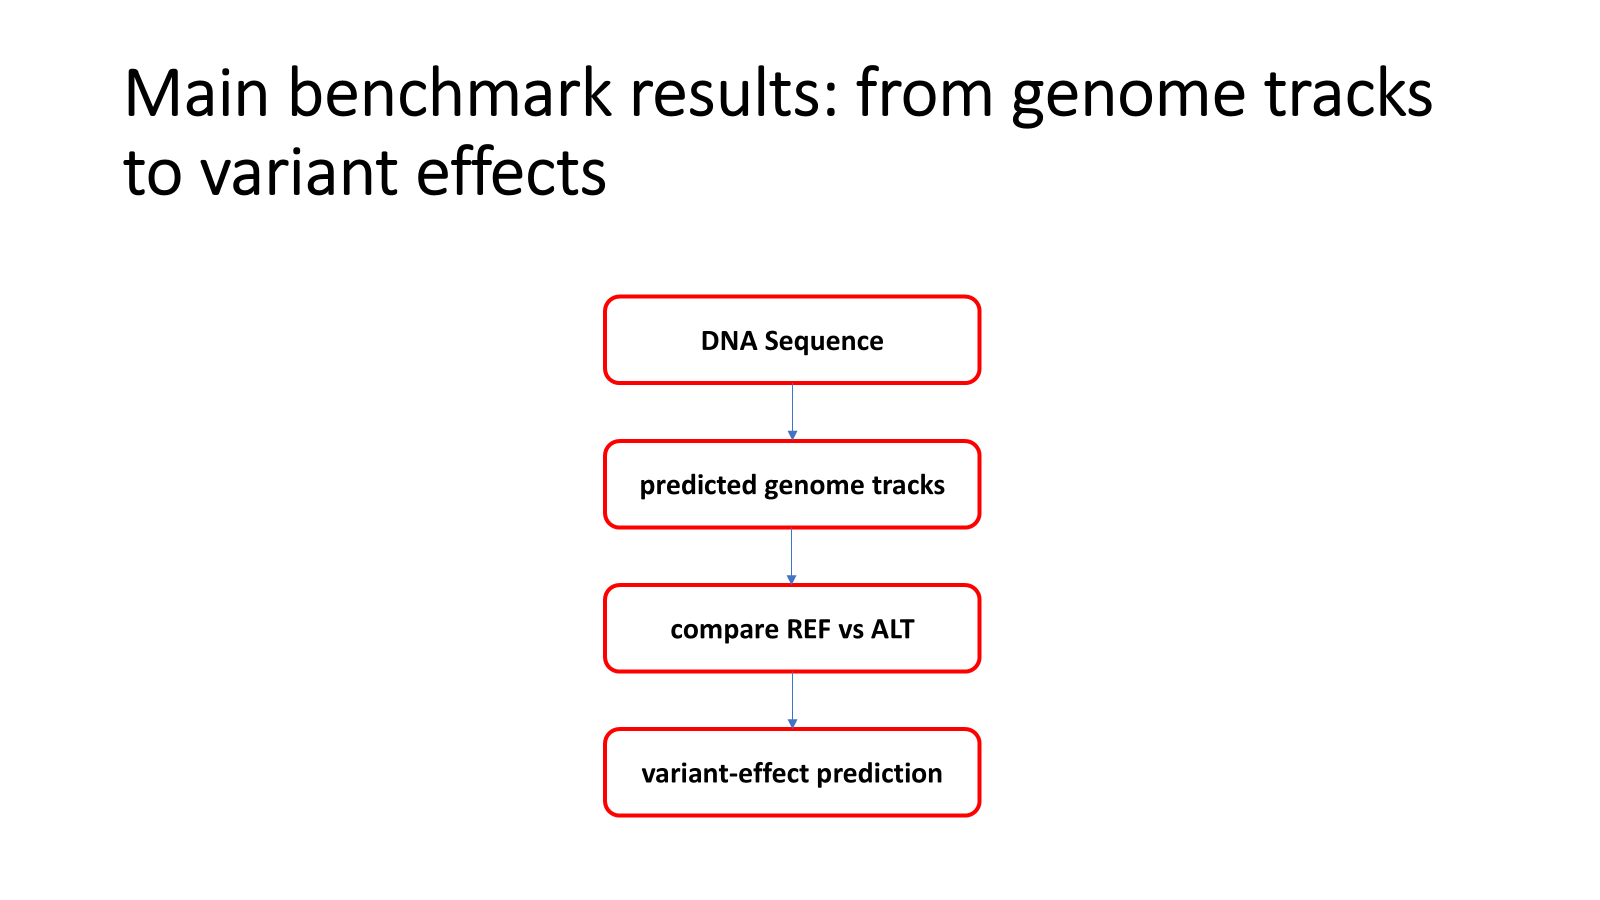 Main benchmark results: from genome tracks
to variant effects
DNA Sequence
predicted genome tracks
compare REF vs ALT
variant-effect prediction